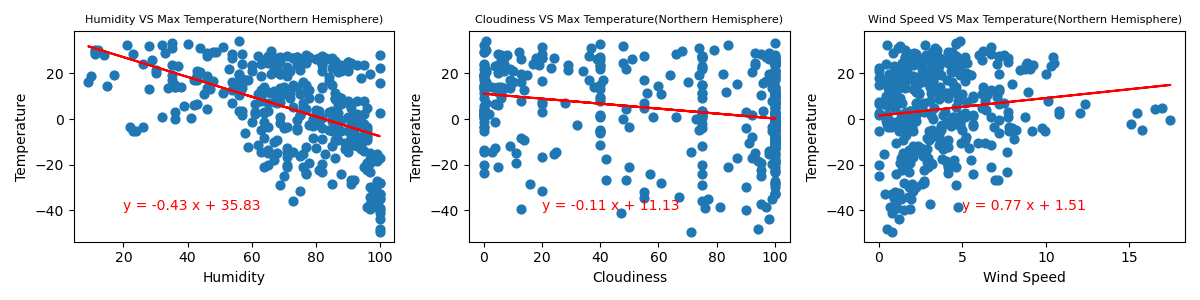 Humidity VS Max Temperature(Northern Hemisphere)
20
0
−20
−40
Temperature
y = -0.43 x + 35.83
20 40 60 80 100
Humidity
Cloudiness VS Max Temperature(Northern Hemisphere)
20
0
−20
−40
Temperature
y = -0.11 x + 11.13
0 20 40 60 80 100
Cloudiness
Wind Speed VS Max Temperature(Northern Hemisphere)
20
0
−20
−40
Temperature
y = 0.77 x + 1.51
0 5 10 15
Wind Speed